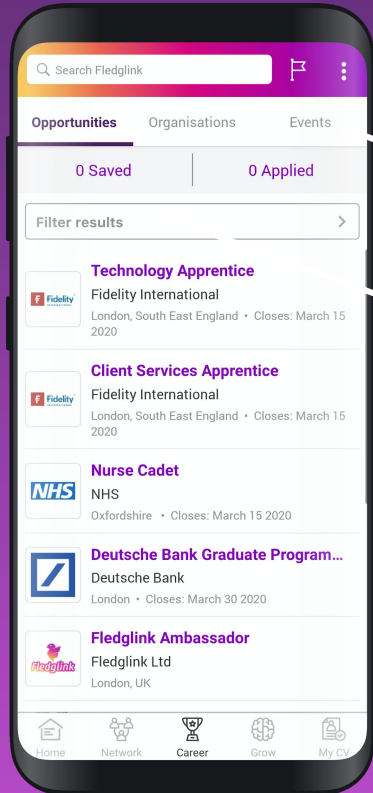 Search Fledglink
Opportunities Organisations Events
0 Saved 0 Applied
Filter results
Technology Apprentice
Fidelity International
London, South East England • Closes: March 15
2020
Fidelity
INTERNATIONAL
Client Services Apprentice
Fidelity International
London, South East England • Closes: March 15
2020
Fidelity
INTERNATIONAL
Nurse Cadet
NHS
Oxfordshire • Closes: March 15 2020
NHS
Deutsche Bank Graduate Program...
Deutsche Bank
London • Closes: March 30 2020
Fledglink Ambassador
Fledglink Ltd
London, UK
Fledglink
Home Network Career Grow My CV